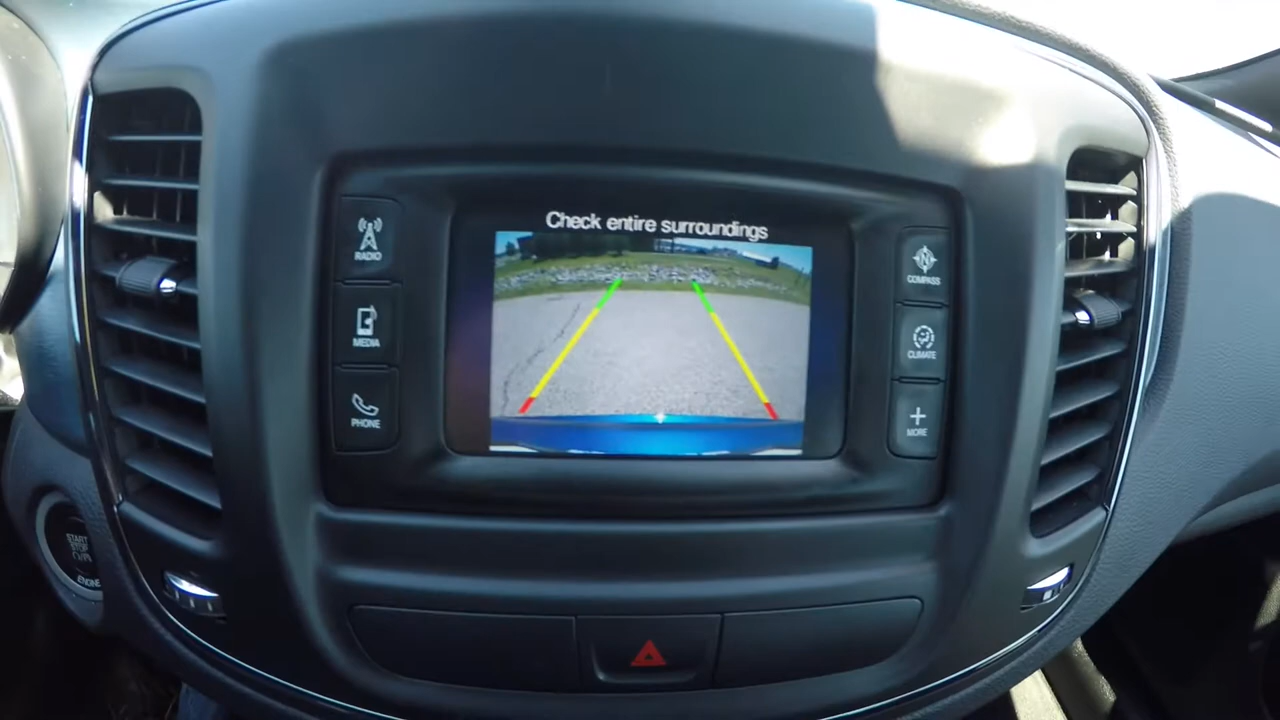 Check entire surroundings
RADIO
MEDIA
PHONE
N
COMPASS
CLIMATE
MORE
START
STOP
ENGINE